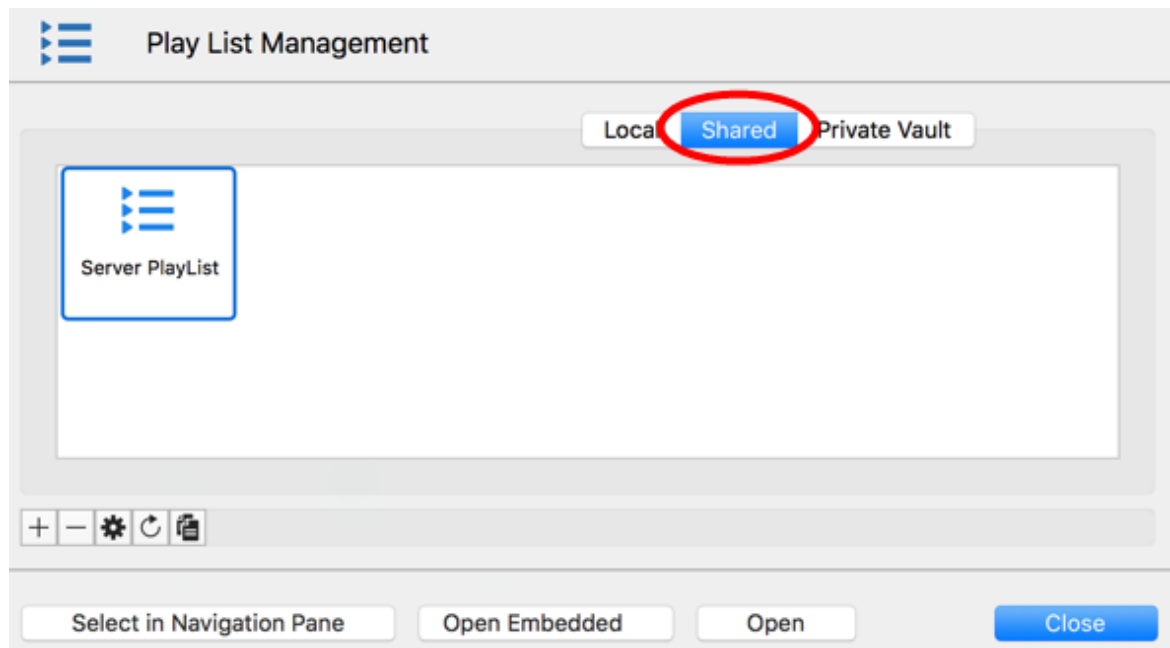 Play List Management
Local Shared Private Vault
Server PlayList
Select in Navigation Pane Open Embedded Open Close